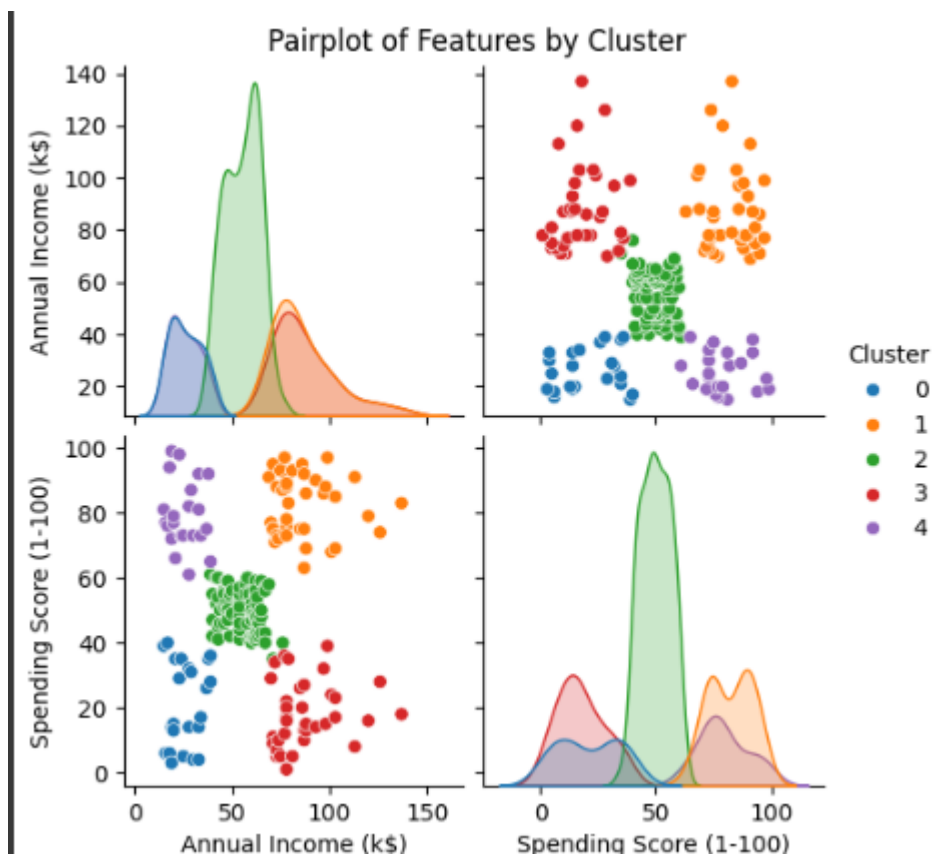 Pairplot of Features by Cluster
140
120
100
80
60
40
20
Annual Income (k$)
100
80
60
40
20
0
Spending Score (1-100)
0 50 100 150
Annual Income (k$)
0 50 100
Spending Score (1-100)
Cluster
0
1
2
3
4